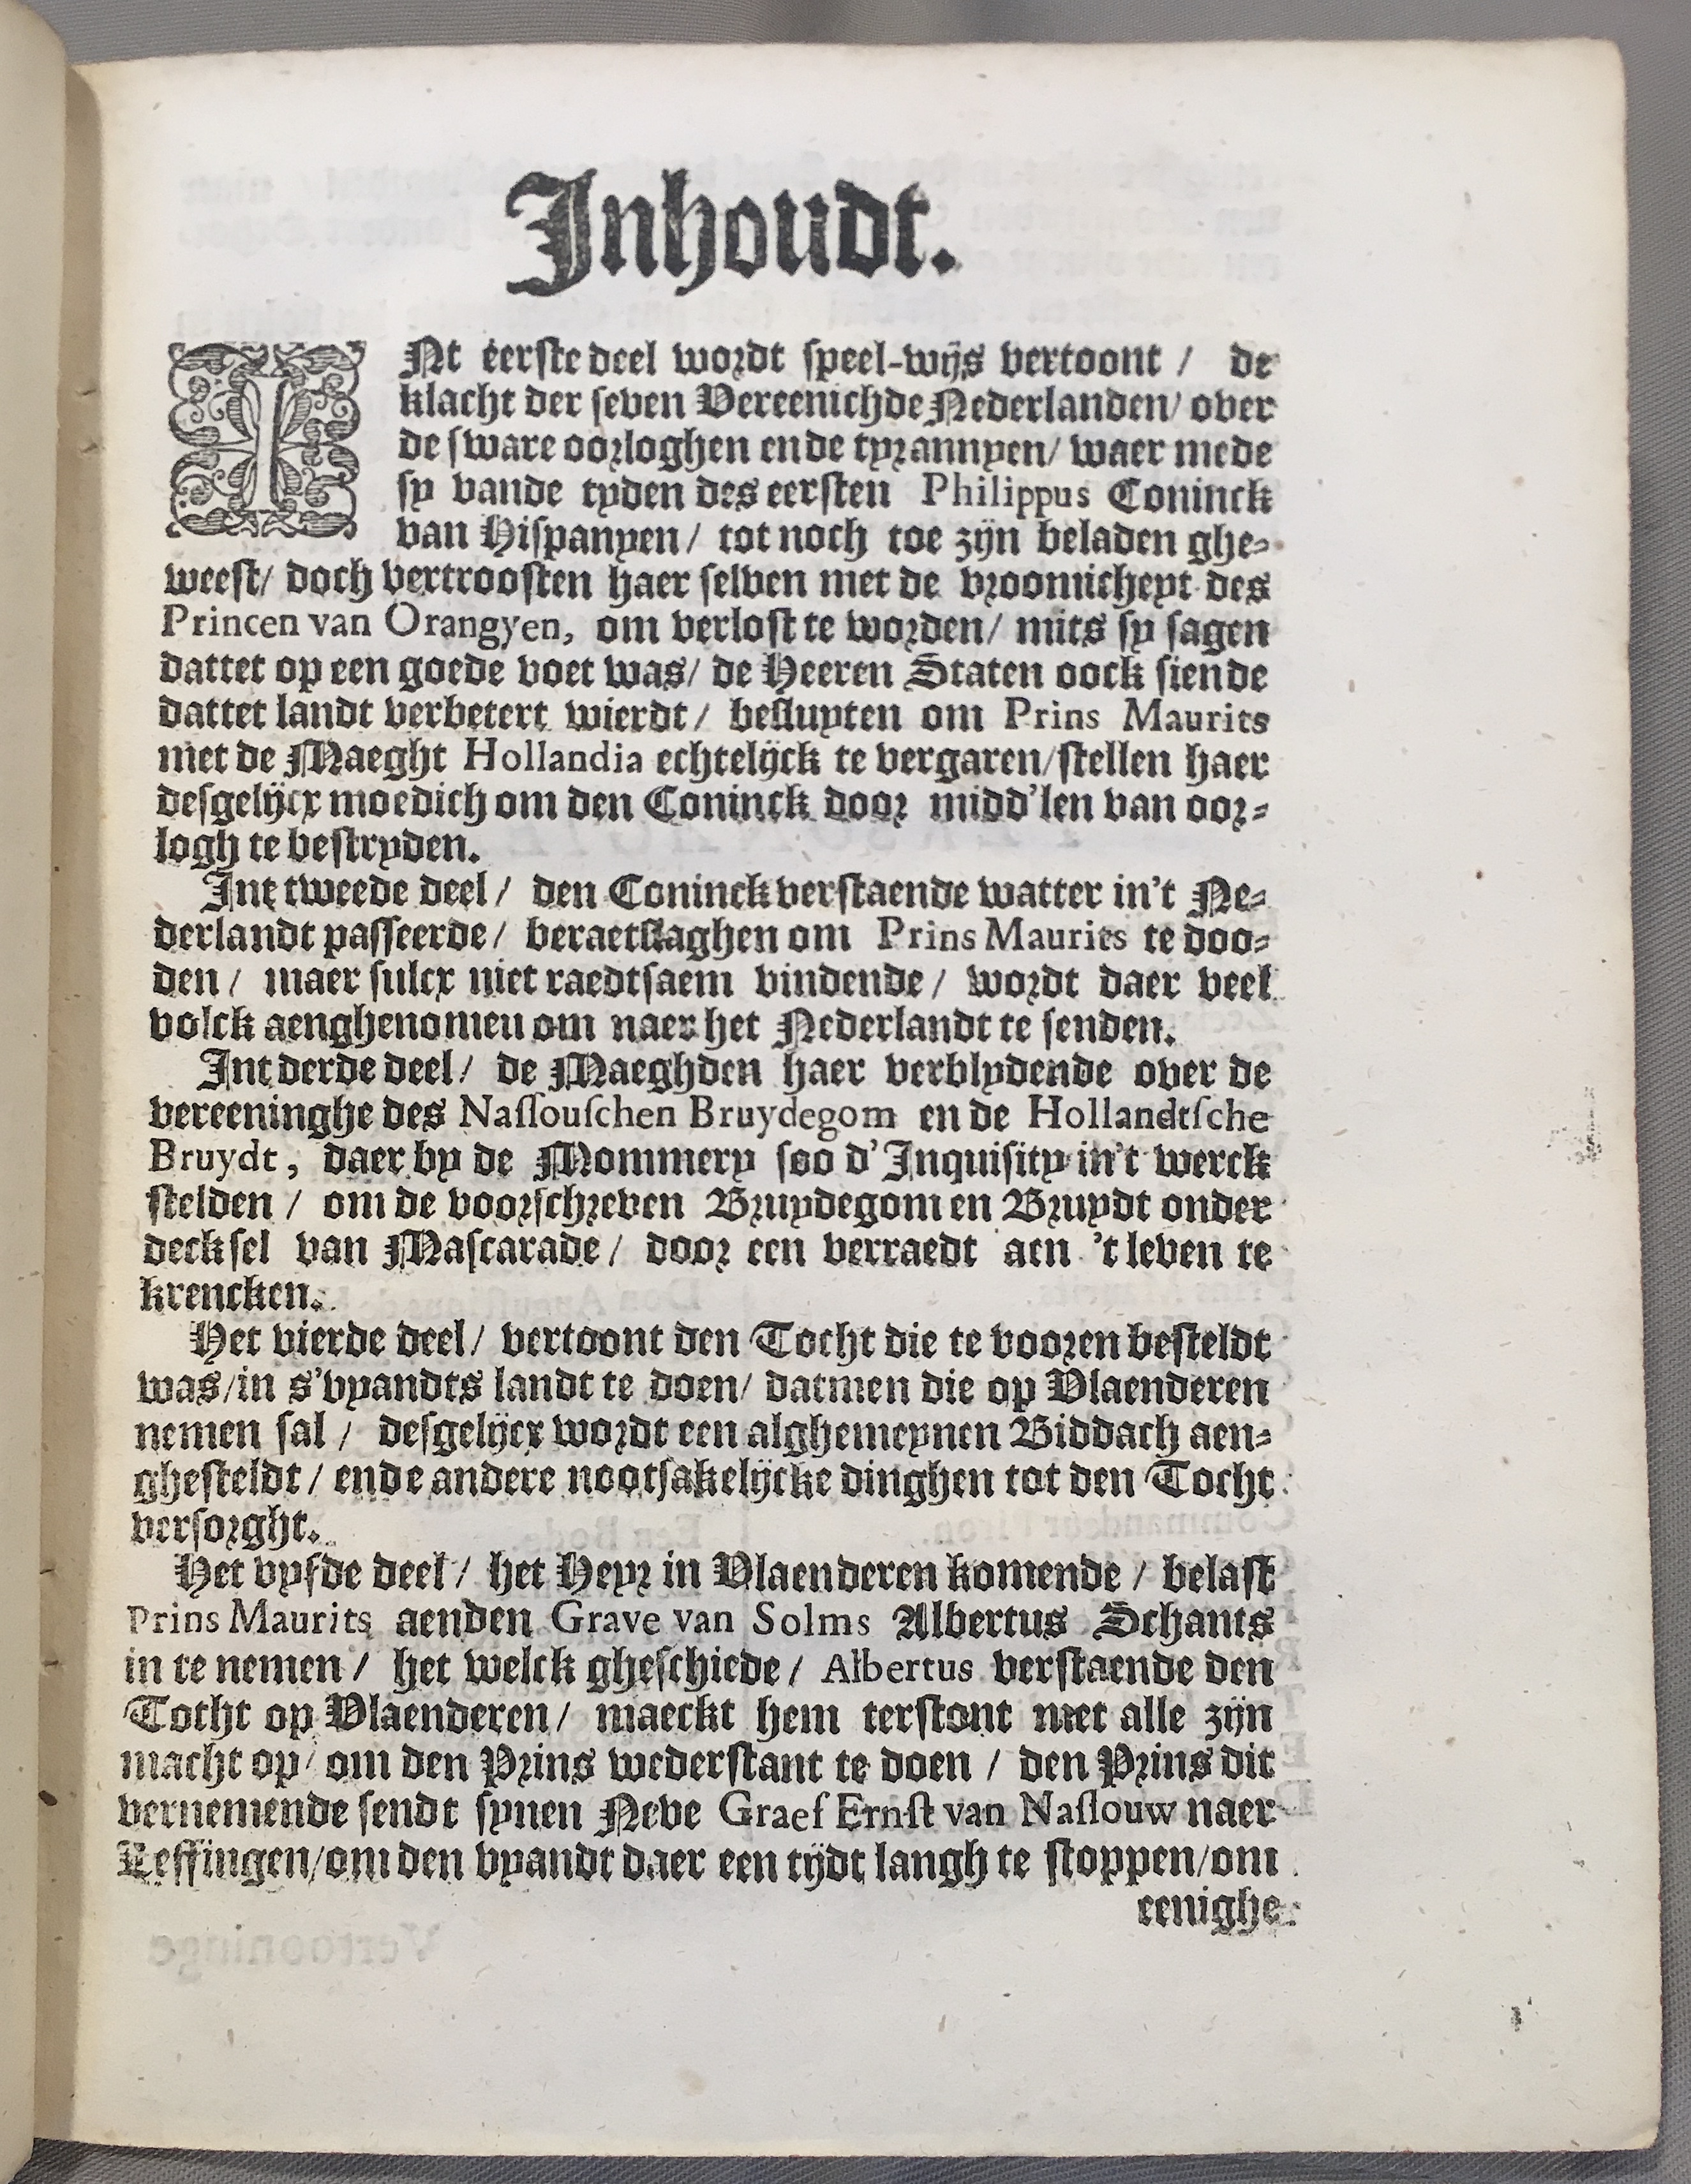 Inhoudt.
INt eerste deel wordt speel-wijs vertoont / de
klacht der seven Vereenichde Nederlanden / over
de sware oorloghen ende tyrannyen / waer mede
sy vande tyden des eersten Philippus Coninck
van Hispanyen / tot noch toe zijn beladen ghe-
weest / doch vertroosten haer selven met de vroomicheyt des
Princen van Orangyen, om verlost te worden / mits sy sagen
dattet op een goede voet was / de Heeren Staten oock siende
dattet landt verbetert wierdt / besluyten om Prins Maurits
met de Maeght Hollandia echtelijck te vergaren / stellen haer
desgelijcx moedich om den Coninck door midd'len van oor-
logh te bestryden.
Int tweede deel / den Coninck verstaende watter in't Ne-
derlandt passeerde / beraetslaghen om Prins Maurits te doo-
den / maer sulcx niet raedtsaem vindende / wordt daer veel
volck aenghenomen om naer het Nederlandt te senden.
Int derde deel / de Maeghden haer verblydende over de
vereeninghe des Nassouschen Bruydegom en de Hollandtsche
Bruydt, daer by de Mommery soo d'Inquisity in't werck
stelden / om de voorschreven Bruydegom en Bruydt onder
decksel van Mascarade / door een verraedt aen 't leven te
krencken.
Het vierde deel / vertoont den Tocht die te vooren besteldt
was / in s'vyandts landt te doen / datmen die op Vlaenderen
nemen sal / desgelijcx wordt een alghemeynen Biddach aen-
ghesteldt / ende andere nootsakelijcke dinghen tot den Tocht
versorght.
Het vyfde deel / het Heyr in Vlaenderen komende / belast
Prins Maurits aenden Grave van Solms Albertus Schants
in te nemen / het welck gheschiede / Albertus verstaende den
Tocht op Vlaenderen / maeckt hem terstont met alle zijn
macht op / om den Prins wederstant te doen / den Prins dit
vernemende sendt synen Neve Graef Ernst van Nassouw naer
Leffingen / om den vyandt daer een tijdt langh te stoppen / om
eenighe